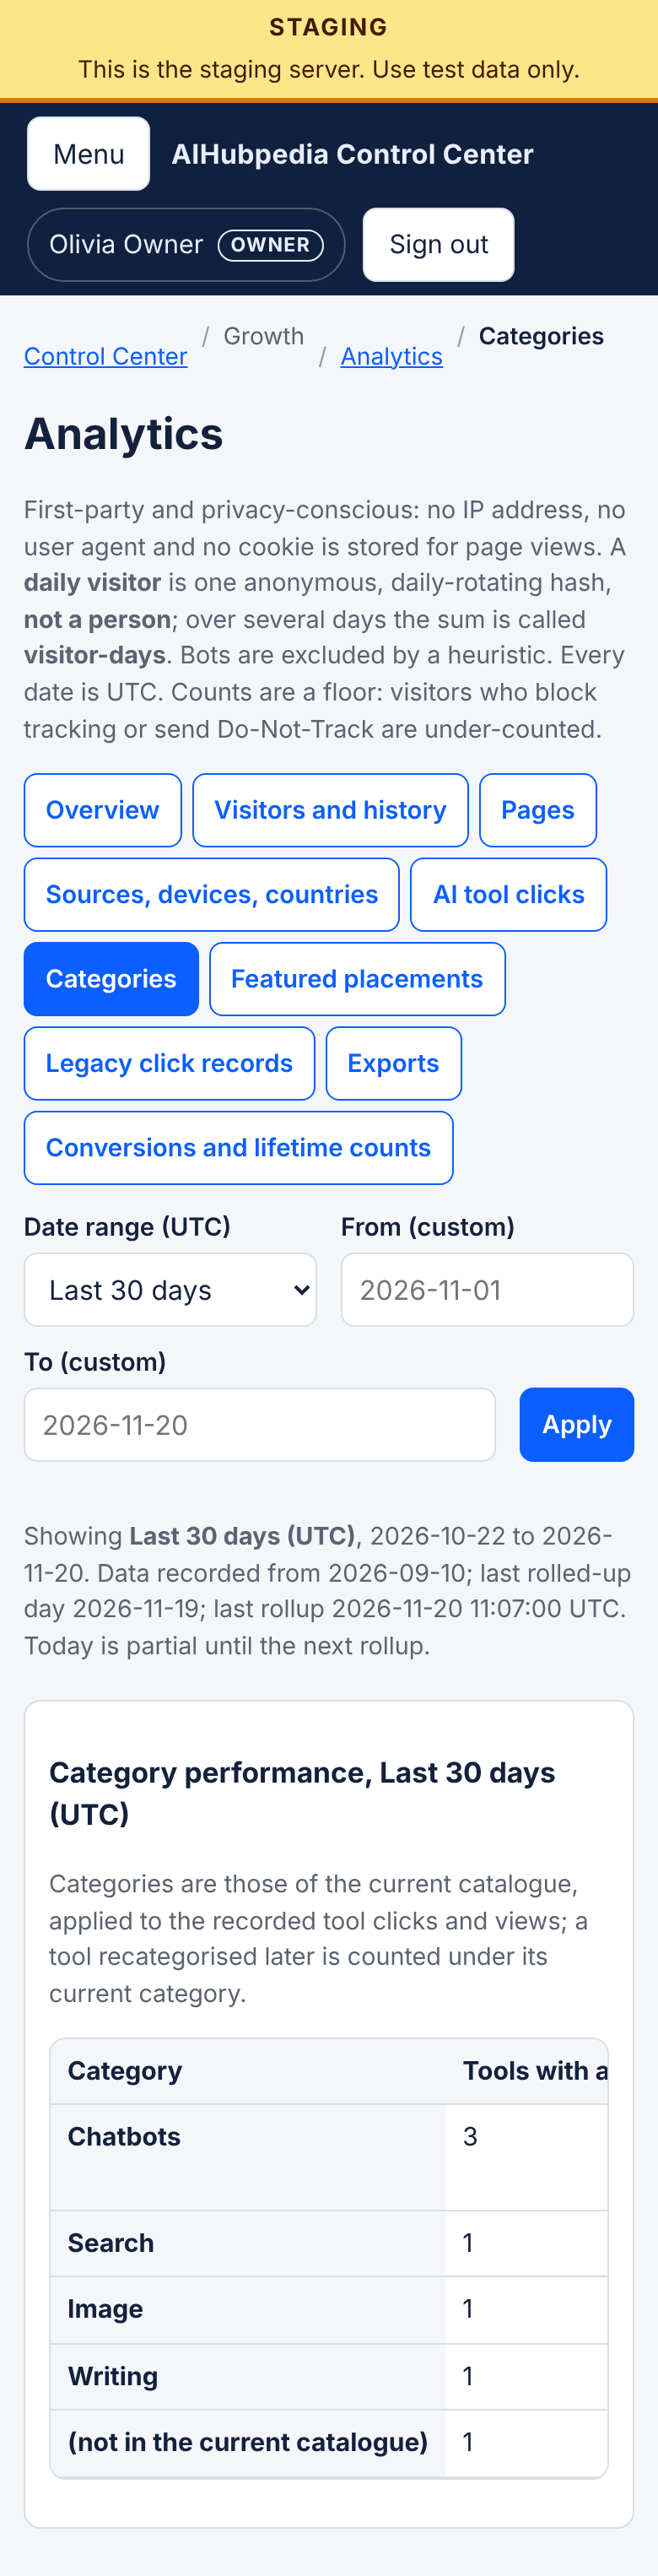 STAGING
This is the staging server. Use test data only.
Menu
AIHubpedia Control Center
Olivia Owner OWNER
Sign out
Control Center / Growth / Analytics / Categories
Analytics
First-party and privacy-conscious: no IP address, no
user agent and no cookie is stored for page views. A
daily visitor is one anonymous, daily-rotating hash,
not a person; over several days the sum is called
visitor-days. Bots are excluded by a heuristic. Every
date is UTC. Counts are a floor: visitors who block
tracking or send Do-Not-Track are under-counted.
Overview
Visitors and history
Pages
Sources, devices, countries
AI tool clicks
Categories
Featured placements
Legacy click records
Exports
Conversions and lifetime counts
Date range (UTC)
From (custom)
Last 30 days
2026-11-01
To (custom)
2026-11-20
Apply
Showing Last 30 days (UTC), 2026-10-22 to 2026-
11-20. Data recorded from 2026-09-10; last rolled-up
day 2026-11-19; last rollup 2026-11-20 11:07:00 UTC.
Today is partial until the next rollup.
Category performance, Last 30 days
(UTC)
Categories are those of the current catalogue,
applied to the recorded tool clicks and views; a
tool recategorised later is counted under its
current category.
Category Tools with a
Chatbots 3
Search 1
Image 1
Writing 1
(not in the current catalogue) 1